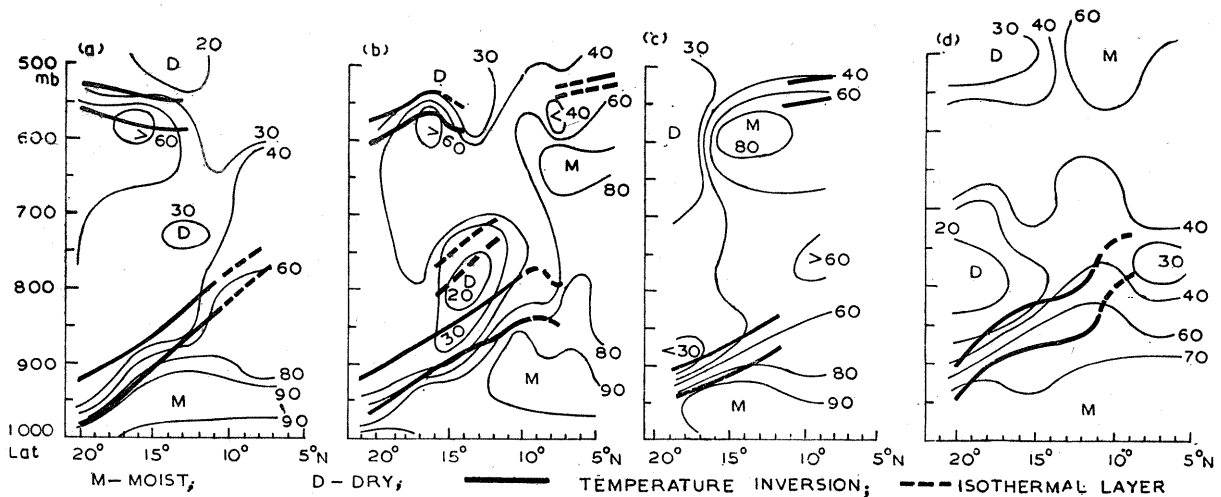 (a) (b) (c) (d)
500 mb 600 700 800 900 1000 Lat
20 D > 60 30 40 30 D 60 80 90 M 90
20° 15° 10° 5°N
30 40 D > 60 < 40 60 M 80 D 20 30 80 90 M
20° 15° 10° 5°N
30 40 60 D M 80 > 60 60 < 30 80 90 M
20° 15° 10° 5°N
30 40 60 D M 40 20 D 30 40 60 70 M
20° 15° 10° 5°N
M–MOIST; D–DRY; TEMPERATURE INVERSION; ISOTHERMAL LAYER